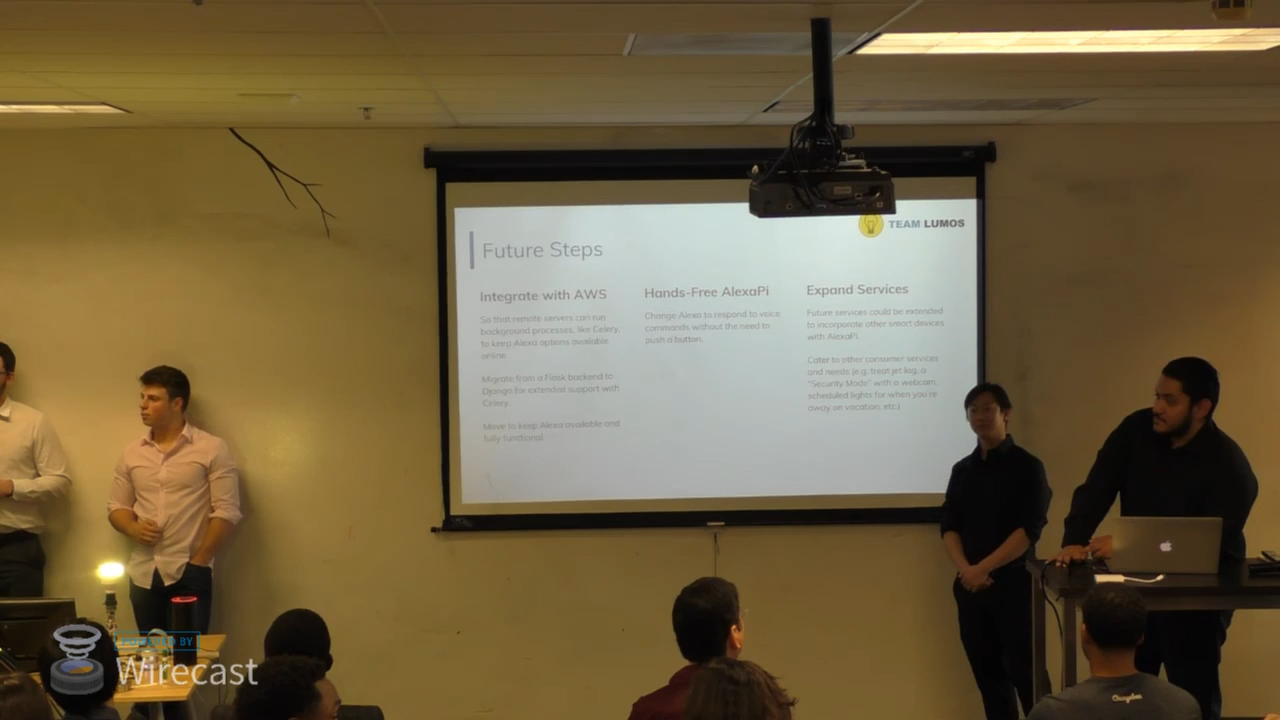 TEAM LUMOS
Future Steps
Integrate with AWS
So that remote servers can run
background processes, like Celery,
to keep Alexa options available
online.
Migrate from a Flask backend to
Django for extended support with
Celery.
Move to keep Alexa available and
fully functional.
Hands-Free AlexaPi
Change Alexa to respond to voice
commands without the need to
push a button.
Expand Services
Future services could be extended
to incorporate other smart devices
with AlexaPi.
Cater to other consumer services
and needs (e.g. treat jet lag, a
"Security Mode" with a webcam,
scheduled lights for when you're
away on vacation, etc.)
POWERED BY
Wirecast